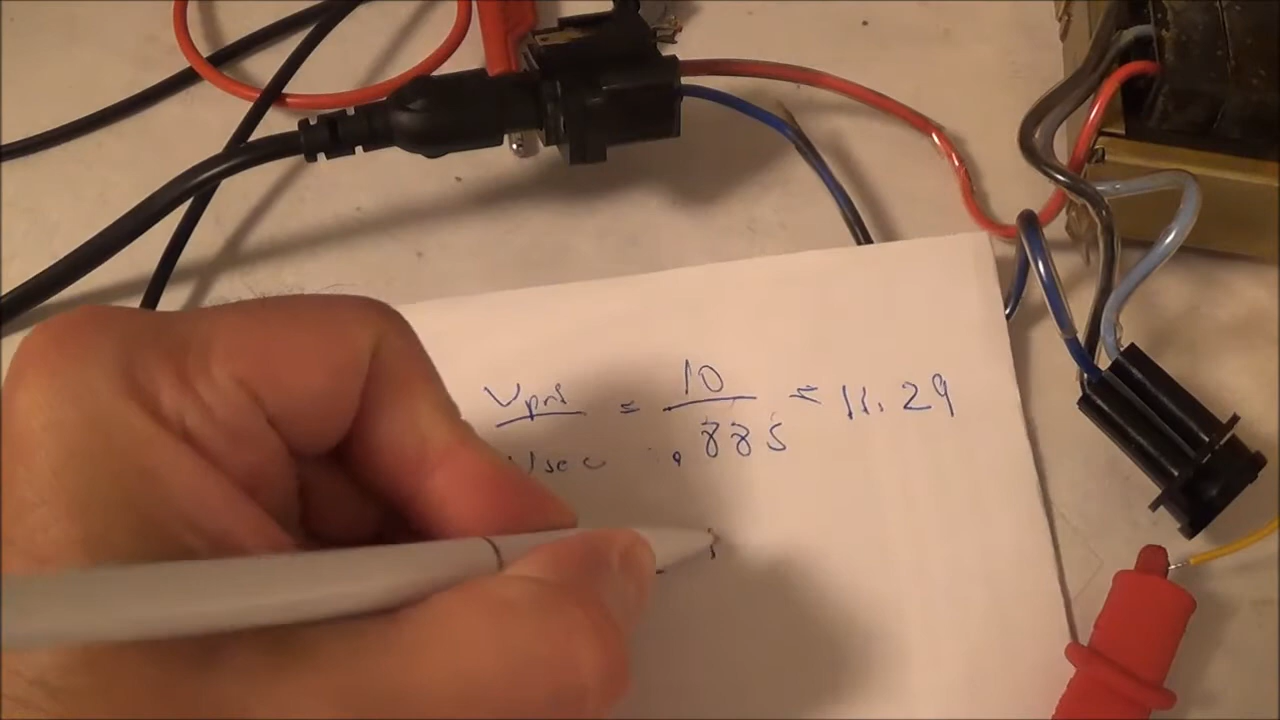 Vpri = 10 = 11.29
Vsec .885